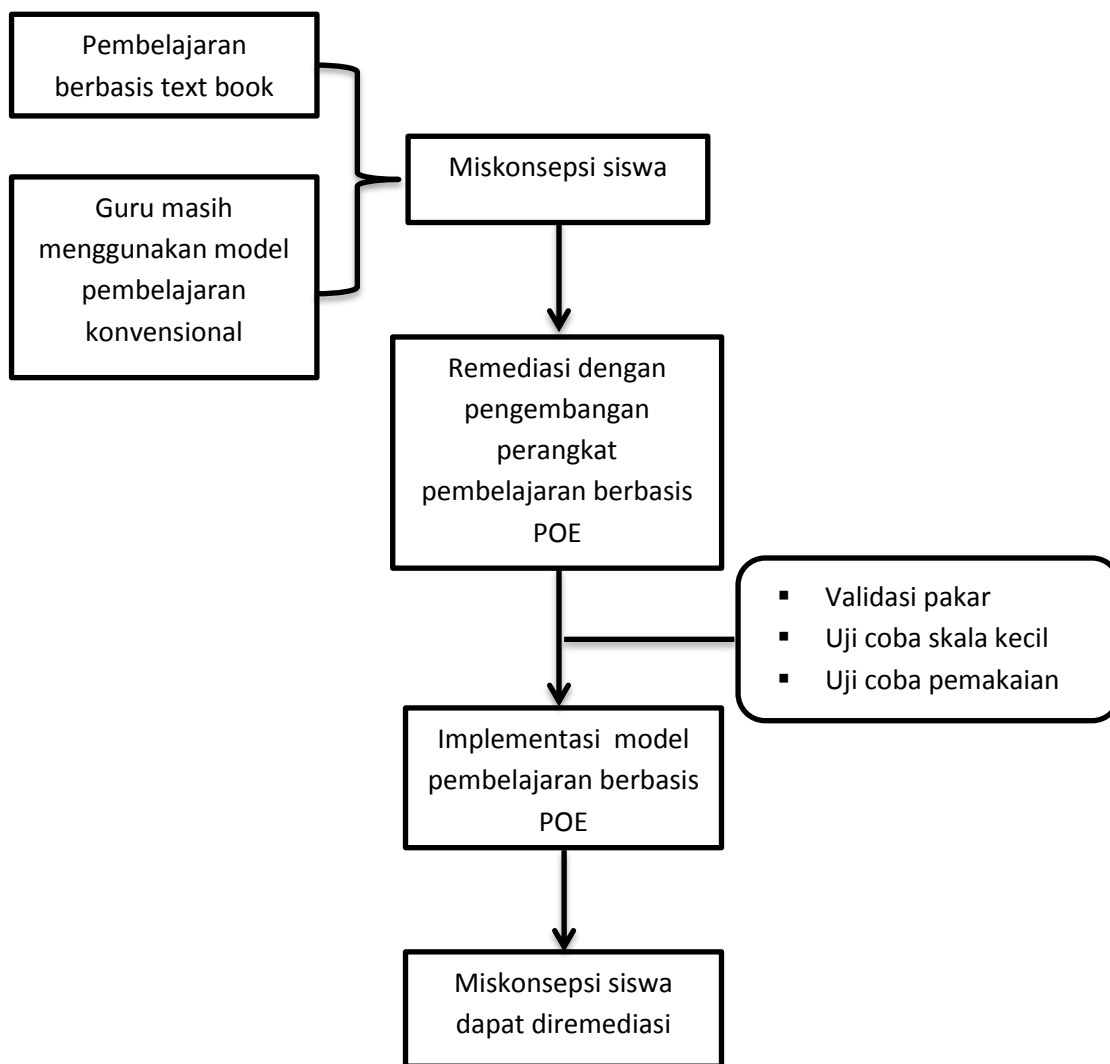 Pembelajaran
berbasis text book
Guru masih
menggunakan model
pembelajaran
konvensional
Miskonsepsi siswa
Remediasi dengan
pengembangan
perangkat
pembelajaran berbasis
POE
▪ Validasi pakar
▪ Uji coba skala kecil
▪ Uji coba pemakaian
Implementasi model
pembelajaran berbasis
POE
Miskonsepsi siswa
dapat diremediasi